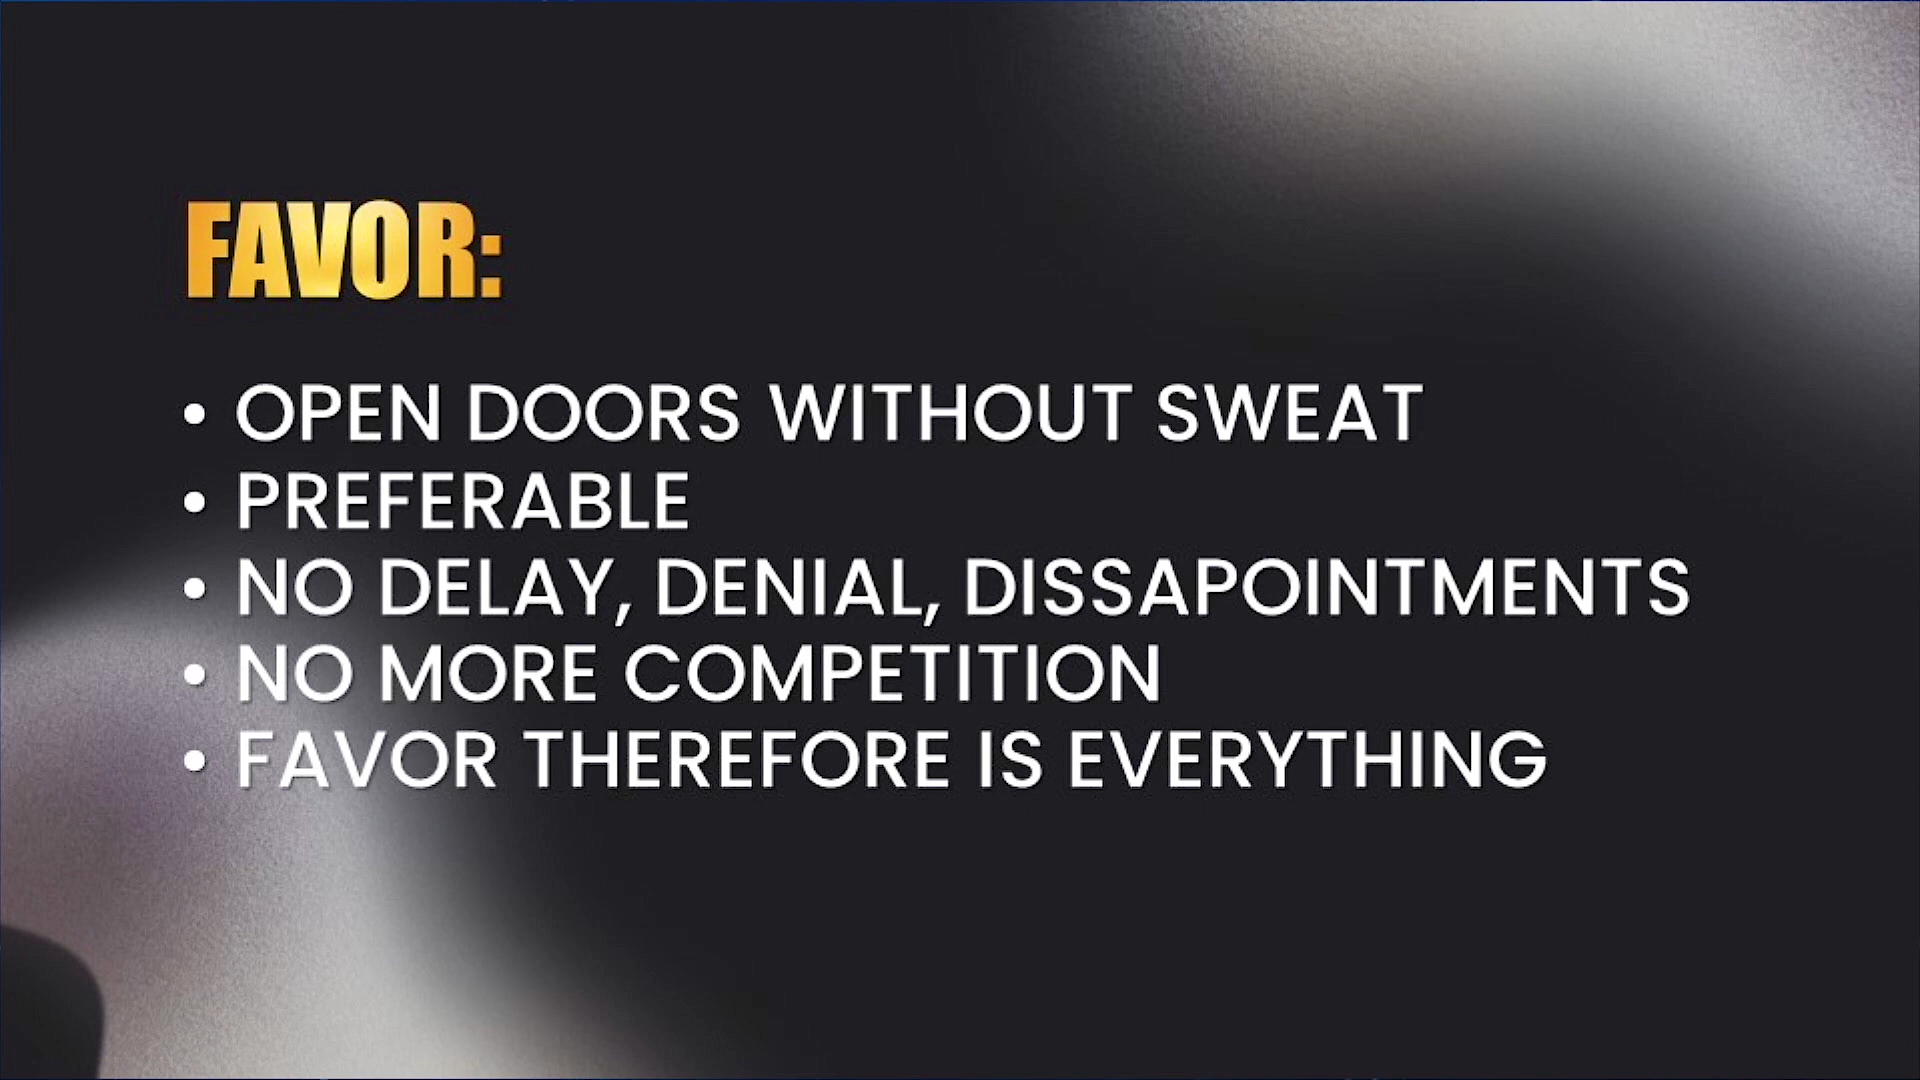 FAVOR:
• OPEN DOORS WITHOUT SWEAT
• PREFERABLE
• NO DELAY, DENIAL, DISSAPOINTMENTS
• NO MORE COMPETITION
• FAVOR THEREFORE IS EVERYTHING